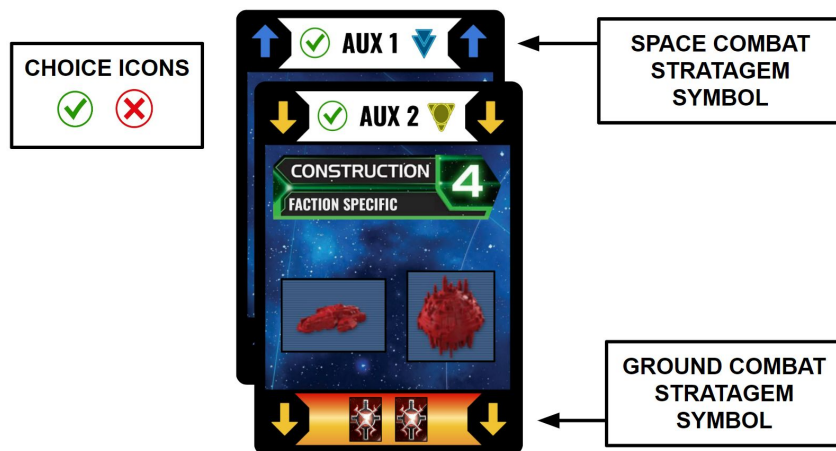 CHOICE ICONS
AUX 1
SPACE COMBAT
STRATAGEM
SYMBOL
AUX 2
CONSTRUCTION 4
FACTION SPECIFIC
GROUND COMBAT
STRATAGEM
SYMBOL